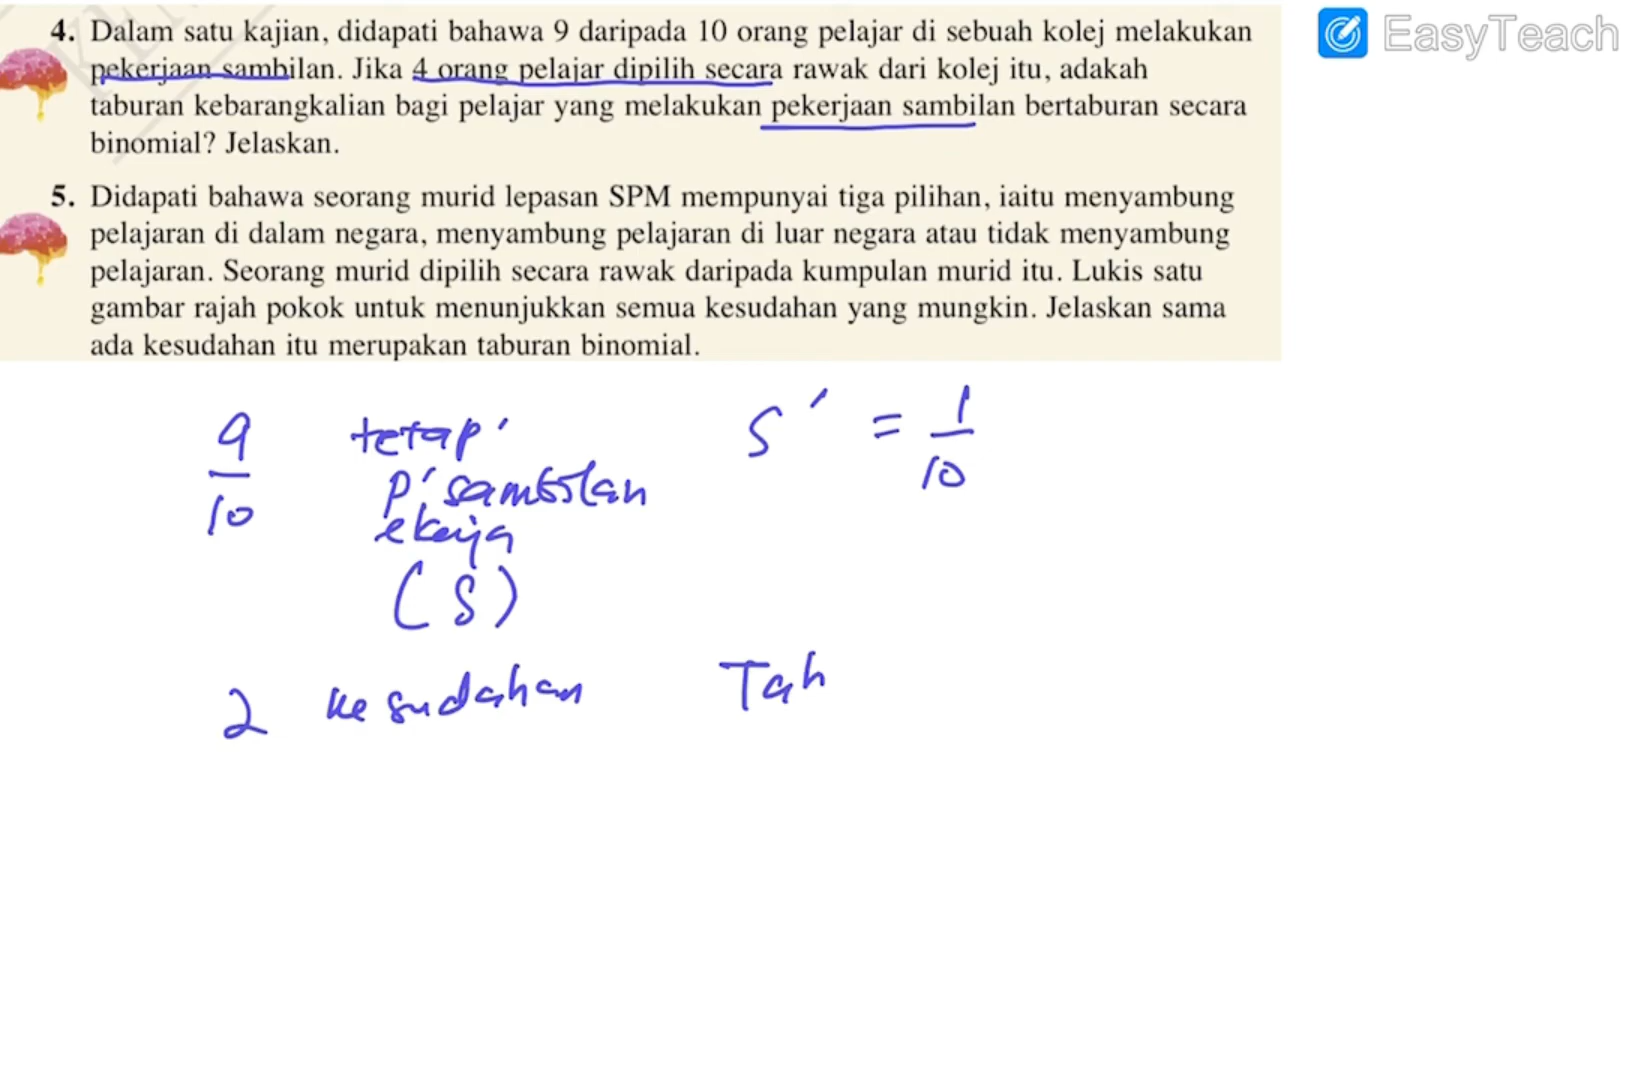 EasyTeach
4. Dalam satu kajian, didapati bahawa 9 daripada 10 orang pelajar di sebuah kolej melakukan
pekerjaan sambilan. Jika 4 orang pelajar dipilih secara rawak dari kolej itu, adakah
taburan kebarangkalian bagi pelajar yang melakukan pekerjaan sambilan bertaburan secara
binomial? Jelaskan.
5. Didapati bahawa seorang murid lepasan SPM mempunyai tiga pilihan, iaitu menyambung
pelajaran di dalam negara, menyambung pelajaran di luar negara atau tidak menyambung
pelajaran. Seorang murid dipilih secara rawak daripada kumpulan murid itu. Lukis satu
gambar rajah pokok untuk menunjukkan semua kesudahan yang mungkin. Jelaskan sama
ada kesudahan itu merupakan taburan binomial.
9/10 tetap S' = 1/10
p' sambilan
(S)
2 kesudahan Tah